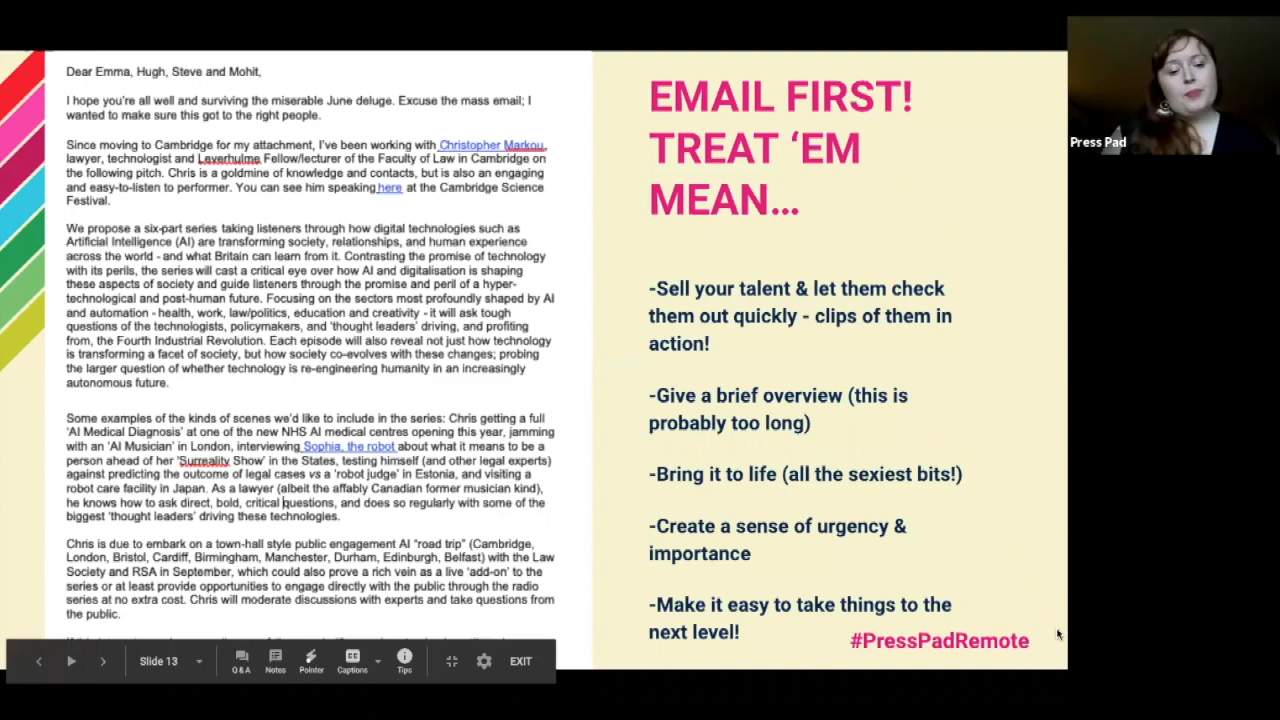 Dear Emma, Hugh, Steve and Mohit,
I hope you're all well and surviving the miserable June deluge. Excuse the mass email; I
wanted to make sure this got to the right people.
Since moving to Cambridge for my attachment, I've been working with Christopher Markou,
lawyer, technologist and Leverhulme Fellow/lecturer of the Faculty of Law in Cambridge on
the following pitch. Chris is a goldmine of knowledge and contacts, but is also an engaging
and easy-to-listen to performer. You can see him speaking here at the Cambridge Science
Festival.
We propose a six-part series taking listeners through how digital technologies such as
Artificial Intelligence (AI) are transforming society, relationships, and human experience
across the world - and what Britain can learn from it. Contrasting the promise of technology
with its perils, the series will cast a critical eye over how AI and digitalisation is shaping
these aspects of society and guide listeners through the promise and peril of a hyper-
technological and post-human future. Focusing on the sectors most profoundly shaped by AI
and automation - health, work, law/politics, education and creativity - it will ask tough
questions of the technologists, policymakers, and 'thought leaders' driving, and profiting
from, the Fourth Industrial Revolution. Each episode will also reveal not just how technology
is transforming a facet of society, but how society co-evolves with these changes; probing
the larger question of whether technology is re-engineering humanity in an increasingly
autonomous future.
Some examples of the kinds of scenes we'd like to include in the series: Chris getting a full
'AI Medical Diagnosis' at one of the new NHS AI medical centres opening this year, jamming
with an 'AI Musician' in London, interviewing Sophia, the robot about what it means to be a
person ahead of her 'Surreality Show' in the States, testing himself (and other legal experts)
against predicting the outcome of legal cases vs a 'robot judge' in Estonia, and visiting a
robot care facility in Japan. As a lawyer (albeit the affably Canadian former musician kind),
he knows how to ask direct, bold, critical questions, and does so regularly with some of the
biggest 'thought leaders' driving these technologies.
Chris is due to embark on a town-hall style public engagement AI "road trip" (Cambridge,
London, Bristol, Cardiff, Birmingham, Manchester, Durham, Edinburgh, Belfast) with the Law
Society and RSA in September, which could also prove a rich vein as a live 'add-on' to the
series or at least provide opportunities to engage directly with the public through the radio
series at no extra cost. Chris will moderate discussions with experts and take questions from
the public.
EMAIL FIRST!
TREAT 'EM
MEAN...
-Sell your talent & let them check
them out quickly - clips of them in
action!
-Give a brief overview (this is
probably too long)
-Bring it to life (all the sexiest bits!)
-Create a sense of urgency &
importance
-Make it easy to take things to the
next level!
#PressPadRemote
Press Pad
Slide 13
Q&A
Notes
Pointer
Captions
Tips
EXIT